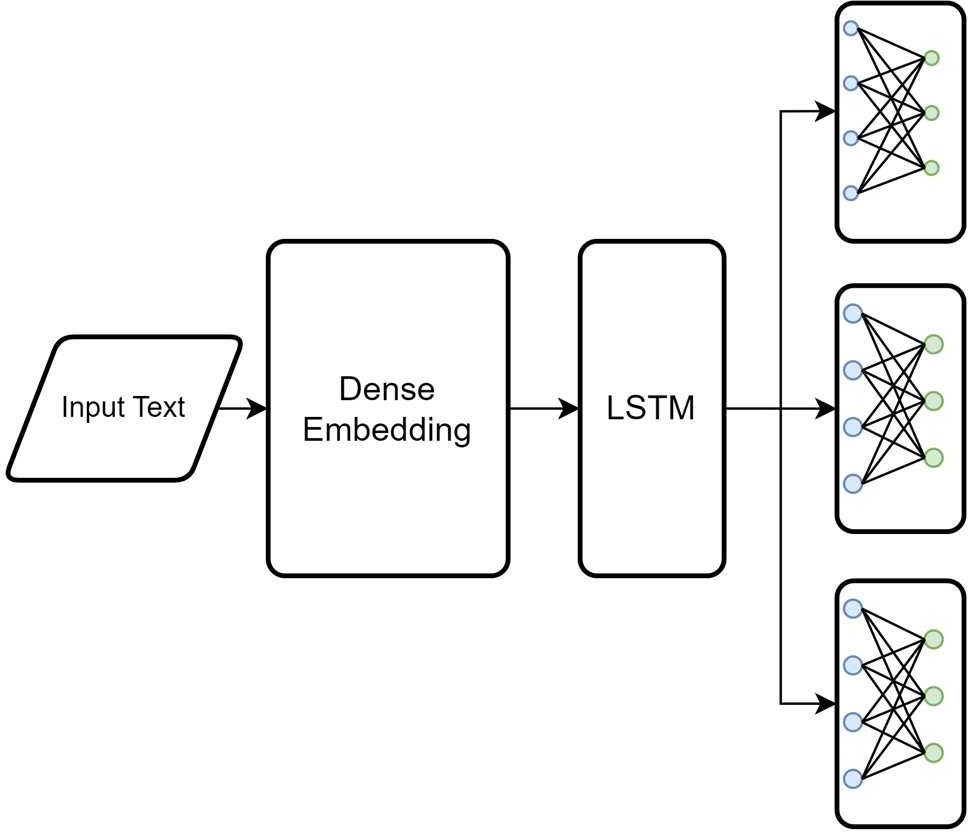 Input Text
Dense
Embedding
LSTM